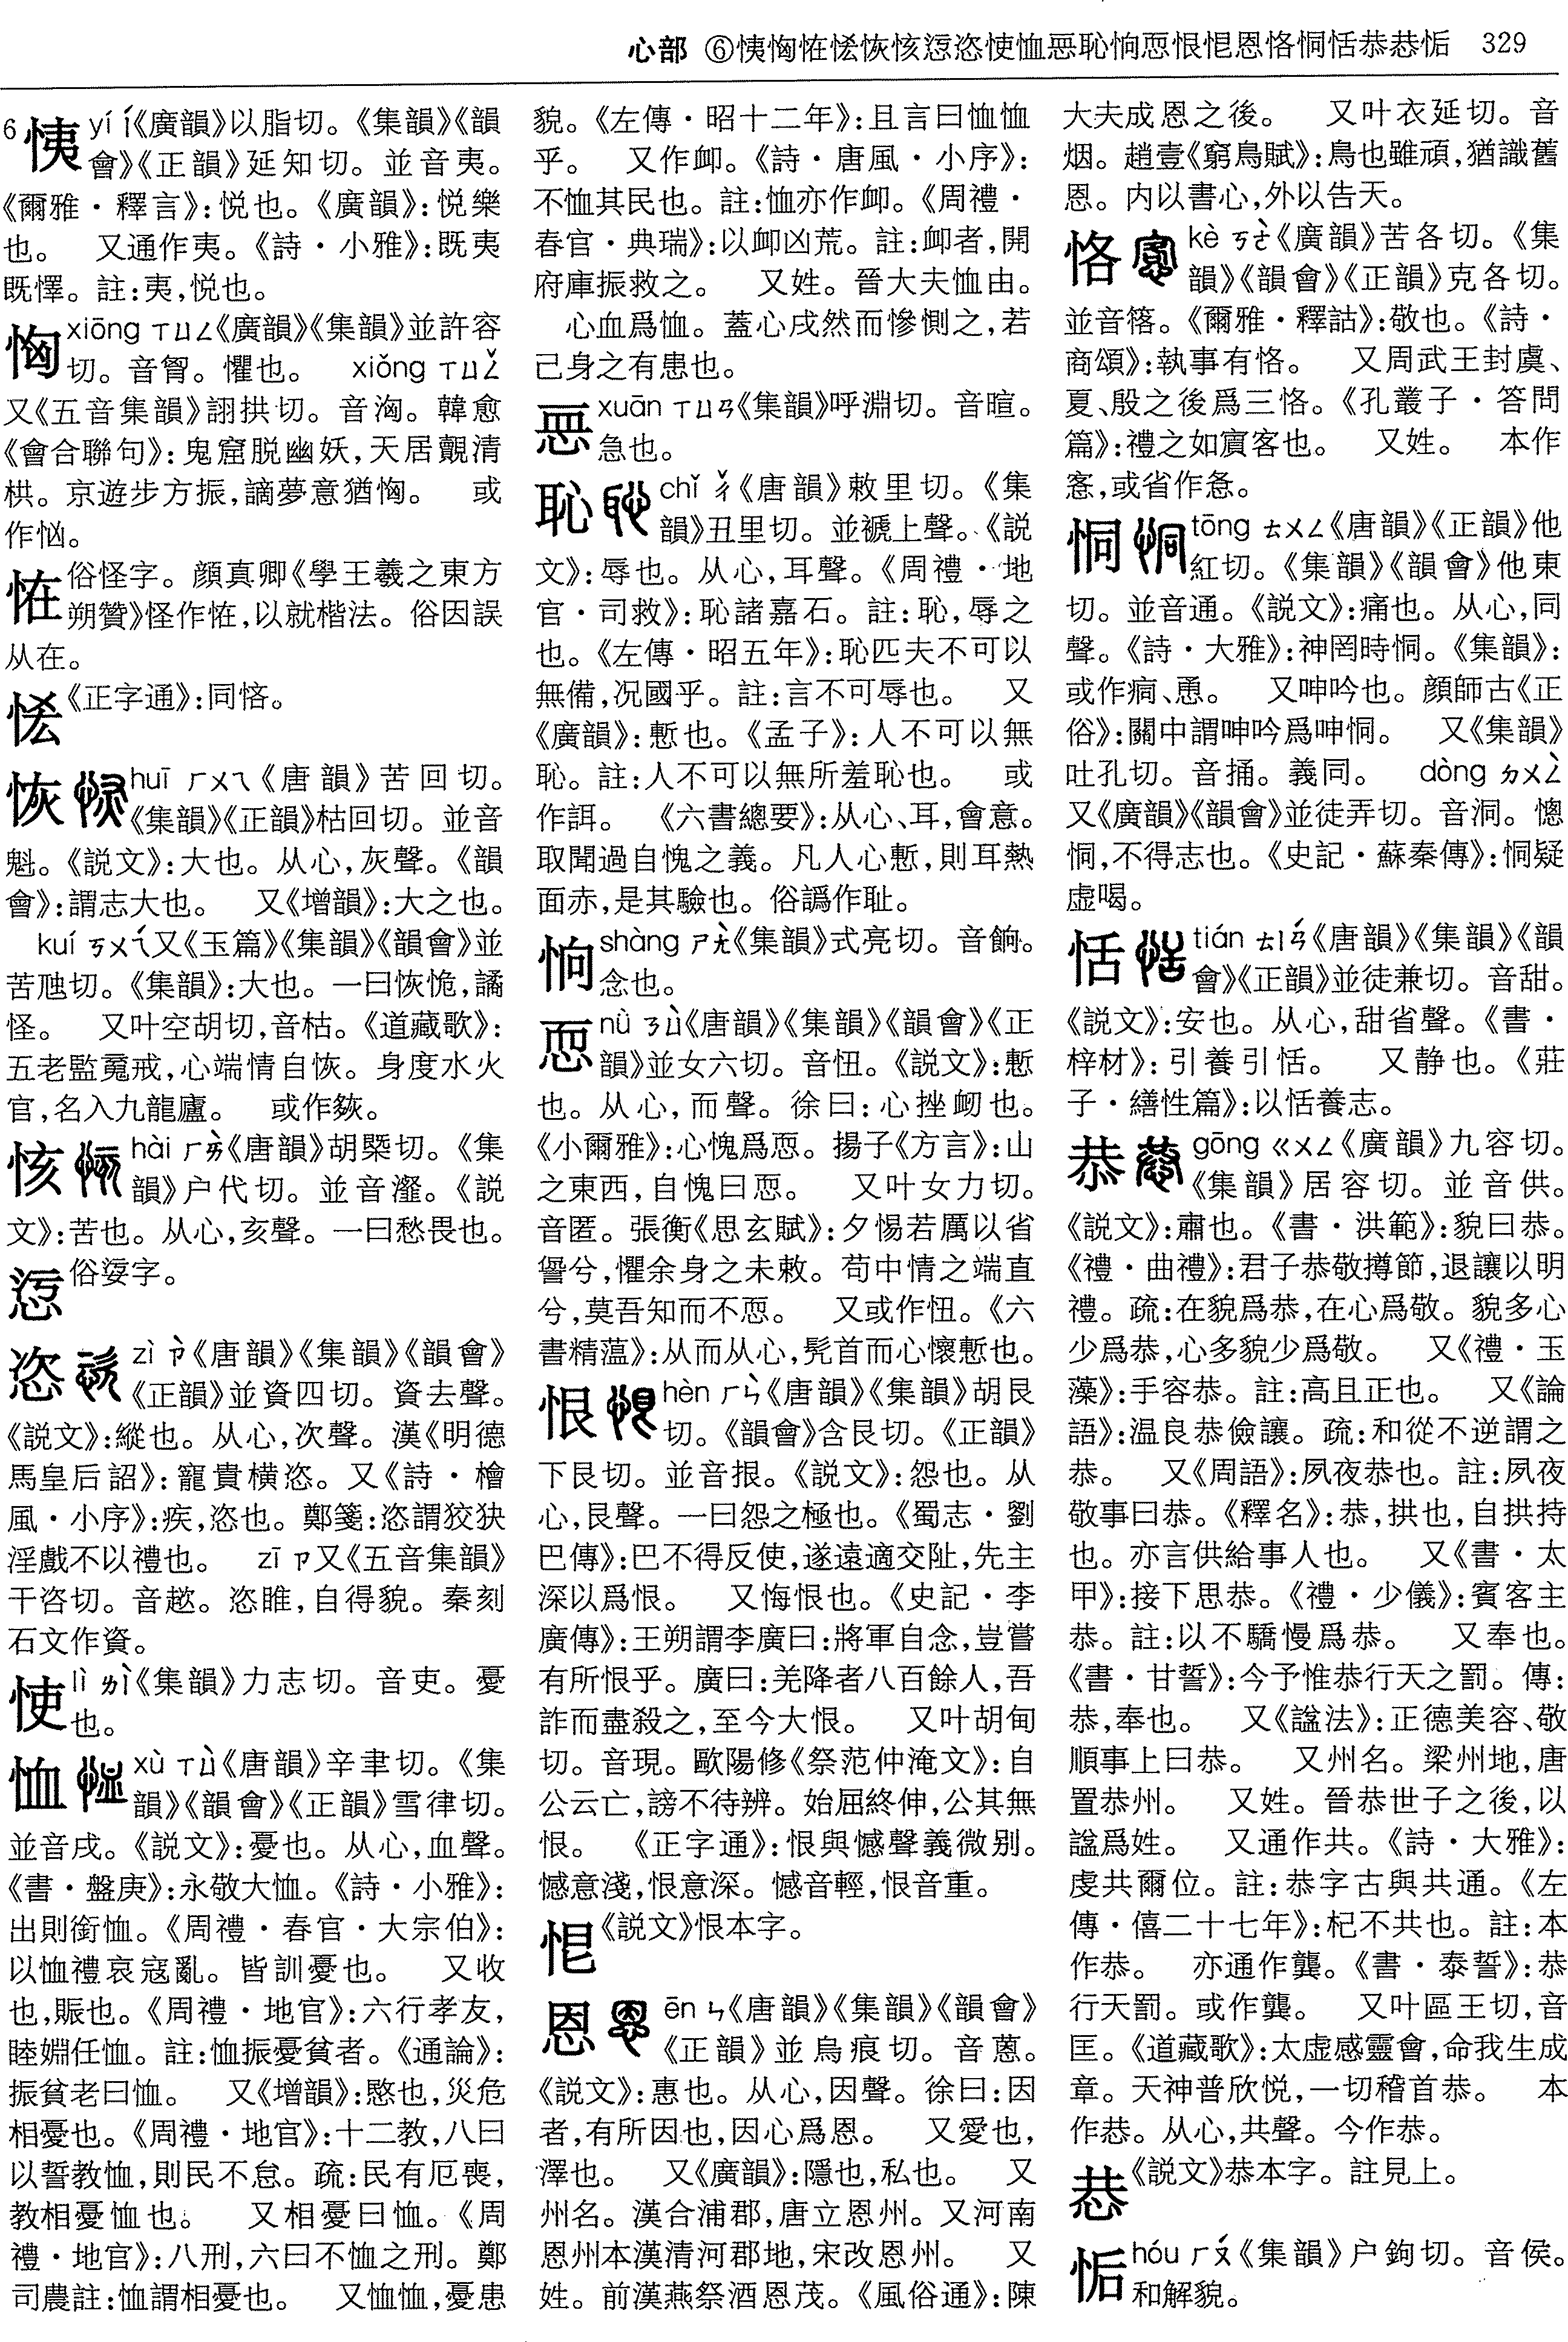 心部 ⑥恞恟恠恡恢恔㤥恣㤦恤恧恥恦恧恨㤝恩恪恫恬恭㳟㤧 329
6 恞 yí ㄧˊ《廣韻》以脂切。《集韻》《韻
會》《正韻》延知切。並音夷。
《爾雅·釋言》:悦也。《廣韻》:悦樂
也。 又通作夷。《詩·小雅》:既夷
既懌。註:夷,悦也。
恟 xiōng ㄒㄩㄥ《廣韻》《集韻》並許容
切。音胷。懼也。 xiǒng ㄒㄩㄥˇ
又《五音集韻》詡拱切。音洶。韓愈
《會合聯句》:鬼窟脱幽妖,天居覿清
栱。京遊步方振,謫夢意猶恟。 或
作忷。
恠 俗怪字。顔真卿《學王羲之東方
朔贊》怪作恠,以就楷法。俗因誤
从在。
恡《正字通》:同悋。
恢 huī ㄏㄨㄟ《唐韻》苦回切。
《集韻》《正韻》枯回切。並音
魁。《説文》:大也。从心,灰聲。《韻
會》:謂志大也。 又《增韻》:大之也。
kuí ㄎㄨㄟˊ又《玉篇》《集韻》《韻會》並
苦虺切。《集韻》:大也。一曰恢恑,譎
怪。 又叶空胡切,音枯。《道藏歌》:
五老監寬戒,心端情自恢。身度水火
官,名入九龍廬。 或作㷇。
㤥 hài ㄏㄞˋ《唐韻》胡槩切。《集
韻》户代切。並音瀣。《説
文》:苦也。从心,亥聲。一曰愁畏也。
俗㛐字。
恣 zì ㄗˋ《唐韻》《集韻》《韻會》
《正韻》並資四切。資去聲。
《説文》:縱也。从心,次聲。漢《明德
馬皇后詔》:寵貴横恣。又《詩·檜
風·小序》:疾,恣也。鄭箋:恣謂狡㹤
淫戲不以禮也。 zī ㄗ又《五音集韻》
千咨切。音趑。恣睢,自得貌。秦刻
石文作資。
㤦 lì ㄌㄧˋ《集韻》力志切。音吏。憂
也。
恤 xù ㄒㄩˋ《唐韻》辛聿切。《集
韻》《韻會》《正韻》雪律切。
並音戌。《説文》:憂也。从心,血聲。
《書·盤庚》:永敬大恤。《詩·小雅》:
出則銜恤。《周禮·春官·大宗伯》:
以恤禮哀寇亂。皆訓憂也。 又收
也,賑也。《周禮·地官》:六行孝友,
睦婣任恤。註:恤振憂貧者。《通論》:
振貧老曰恤。 又《增韻》:愍也,災危
相憂也。《周禮·地官》:十二教,八曰
以誓教恤,則民不怠。疏:民有厄喪,
教相憂恤也。 又相憂曰恤。《周
禮·地官》:八刑,六曰不恤之刑。鄭
司農註:恤謂相憂也。 又恤恤,憂患
貌。《左傳·昭十二年》:且言曰恤恤
乎。 又作卹。《詩·唐風·小序》:
不恤其民也。註:恤亦作卹。《周禮·
春官·典瑞》:以卹凶荒。註:卹者,開
府庫振救之。 又姓。晉大夫恤由。
心血爲恤。蓋心戌然而慘惻之,若
己身之有患也。
xuān ㄒㄩㄢ《集韻》呼淵切。音暄。
急也。
恥 chǐ ㄔˇ《唐韻》敕里切。《集
韻》丑里切。並褫上聲。《説
文》:辱也。从心,耳聲。《周禮·地
官·司救》:恥諸嘉石。註:恥,辱之
也。《左傳·昭五年》:恥匹夫不可以
無備,況國乎。註:言不可辱也。 又
《廣韻》:慙也。《孟子》:人不可以無
恥。註:人不可以無所羞恥也。 或
作誀。 《六書總要》:从心、耳,會意。
取聞過自愧之義。凡人心慙,則耳熱
面赤,是其驗也。俗譌作耻。
恦 shàng ㄕㄤˋ《集韻》式亮切。音餉。
念也。
恧 nǜ ㄋㄩˋ《唐韻》《集韻》《韻會》《正
韻》並女六切。音忸。《説文》:慙
也。从心,而聲。徐曰:心挫衂也。
《小爾雅》:心愧爲恧。揚子《方言》:山
之東西,自愧曰恧。 又叶女力切。
音匿。張衡《思玄賦》:夕惕若厲以省
諐兮,懼余身之未敕。苟中情之端直
兮,莫吾知而不恧。 又或作忸。《六
書精薀》:从而从心,髠首而心懷慙也。
恨 hèn ㄏㄣˋ《唐韻》《集韻》胡艮
切。《韻會》含艮切。《正韻》
下艮切。並音拫。《説文》:怨也。从
心,艮聲。一曰怨之極也。《蜀志·劉
巴傳》:巴不得反使,遂遠適交阯,先主
深以爲恨。 又悔恨也。《史記·李
廣傳》:王朔謂李廣曰:將軍自念,豈嘗
有所恨乎。廣曰:羌降者八百餘人,吾
詐而盡殺之,至今大恨。 又叶胡甸
切。音現。歐陽修《祭范仲淹文》:自
公云亡,謗不待辨。始屈終伸,公其無
恨。 《正字通》:恨與憾聲義微别。
憾意淺,恨意深。憾音輕,恨音重。
《説文》恨本字。
恩 ēn ㄣ《唐韻》《集韻》《韻會》
《正韻》並烏痕切。音蒽。
《説文》:惠也。从心,因聲。徐曰:因
者,有所因也,因心爲恩。 又愛也,
澤也。 又《廣韻》:隱也,私也。 又
州名。漢合浦郡,唐立恩州。又河南
恩州本漢清河郡地,宋改恩州。 又
姓。前漢燕祭酒恩茂。《風俗通》:陳
大夫成恩之後。 又叶衣延切。音
烟。趙壹《窮鳥賦》:鳥也雖頑,猶識舊
恩。内以書心,外以告天。
恪 kè ㄎㄜˋ《廣韻》苦各切。《集
韻》《韻會》《正韻》克各切。
並音㗉。《爾雅·釋詁》:敬也。《詩·
商頌》:執事有恪。 又周武王封虞、
夏、殷之後爲三恪。《孔叢子·答問
篇》:禮之如賓客也。 又姓。 本作
愙,或省作㤩。
恫 tōng ㄊㄨㄥ《唐韻》《正韻》他
紅切。《集韻》《韻會》他東
切。並音通。《説文》:痛也。从心,同
聲。《詩·大雅》:神罔時恫。《集韻》:
或作痌、恿。 又呻吟也。顔師古《正
俗》:關中謂呻吟爲呻恫。 又《集韻》
吐孔切。音捅。義同。 dòng ㄉㄨㄥˋ
又《廣韻》《韻會》並徒弄切。音洞。憁
恫,不得志也。《史記·蘇秦傳》:恫疑
虚喝。
恬 tián ㄊㄧㄢˊ《唐韻》《集韻》《韻
會》《正韻》並徒兼切。音甜。
《説文》:安也。从心,甜省聲。《書·
梓材》:引養引恬。 又静也。《莊
子·繕性篇》:以恬養志。
恭 gōng ㄍㄨㄥ《廣韻》九容切。
《集韻》居容切。並音供。
《説文》:肅也。《書·洪範》:貌曰恭。
《禮·曲禮》:君子恭敬撙節,退讓以明
禮。疏:在貌爲恭,在心爲敬。貌多心
少爲恭,心多貌少爲敬。 又《禮·玉
藻》:手容恭。註:高且正也。 又《論
語》:温良恭儉讓。疏:和從不逆謂之
恭。 又《周語》:夙夜恭也。註:夙夜
敬事曰恭。《釋名》:恭,拱也,自拱持
也。亦言供給事人也。 又《書·太
甲》:接下思恭。《禮·少儀》:賓客主
恭。註:以不驕慢爲恭。 又奉也。
《書·甘誓》:今予惟恭行天之罰。傳:
恭,奉也。 又《諡法》:正德美容、敬
順事上曰恭。 又州名。梁州地,唐
置恭州。 又姓。晉恭世子之後,以
諡爲姓。 又通作共。《詩·大雅》:
虔共爾位。註:恭字古與共通。《左
傳·僖二十七年》:杞不共也。註:本
作恭。 亦通作龔。《書·泰誓》:恭
行天罰。或作龔。 又叶區王切,音
匡。《道藏歌》:太虚感靈會,命我生成
章。天神普欣悦,一切稽首恭。 本
作㳟。从心,共聲。今作恭。
《説文》恭本字。註見上。
㤧 hóu ㄏㄡˊ《集韻》户鉤切。音侯。
和解貌。